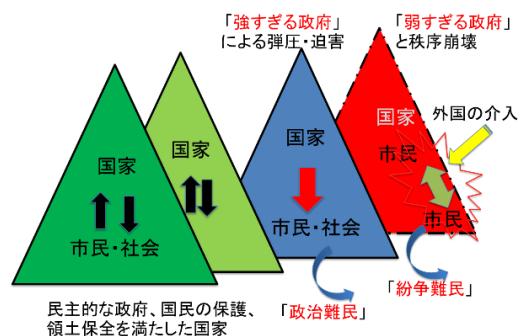 「強すぎる政府」
による弾圧・迫害
「弱すぎる政府」
と秩序崩壊
外国の介入
国家
市民・社会
国家
国家
市民・社会
国家
市民
市民
「政治難民」
「紛争難民」
民主的な政府、国民の保護、
領土保全を満たした国家